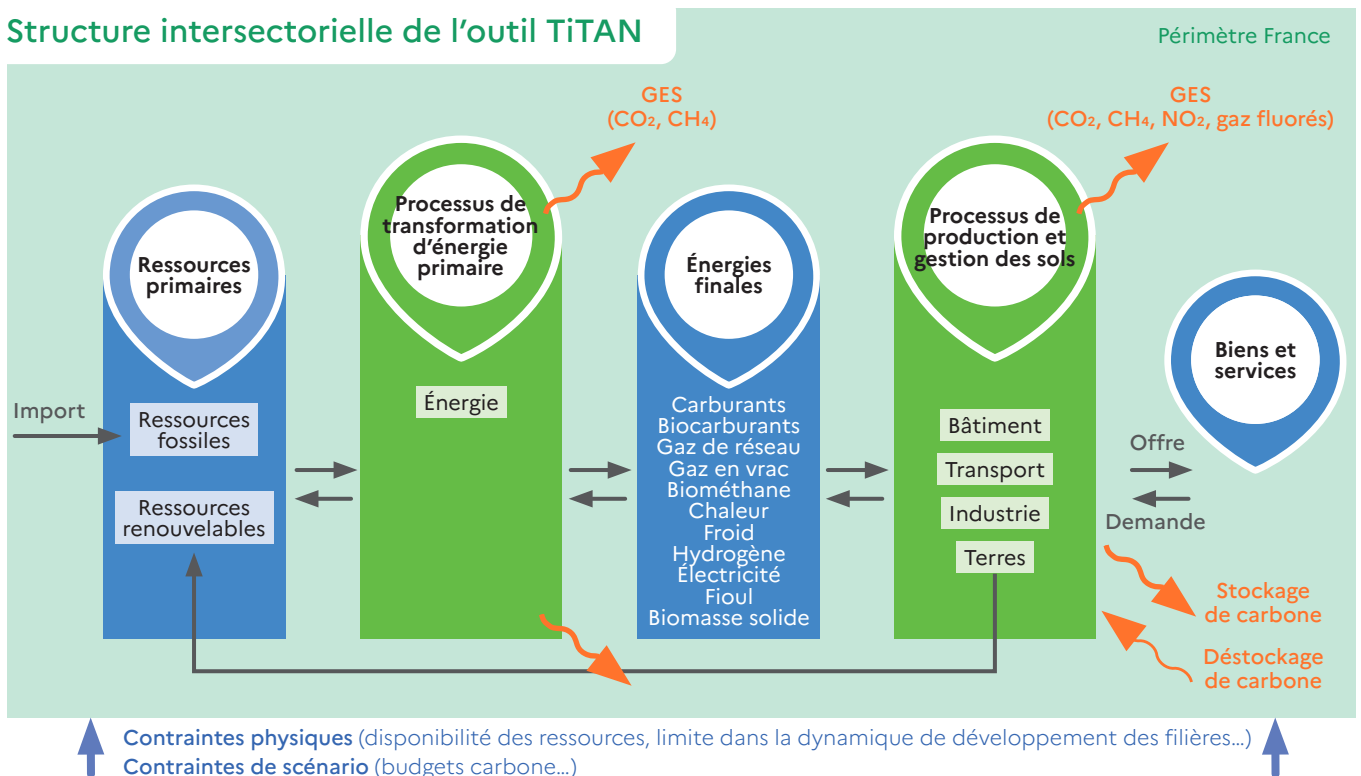 Structure intersectorielle de l’outil TiTAN
Périmètre France
GES
(CO₂, CH₄)
GES
(CO₂, CH₄, NO₂, gaz fluorés)
Ressources
primaires
Processus de
transformation
d’énergie
primaire
Énergies
finales
Processus de
production et
gestion des sols
Biens et
services
Import
Ressources
fossiles
Ressources
renouvelables
Énergie
Carburants
Biocarburants
Gaz de réseau
Gaz en vrac
Biométhane
Chaleur
Froid
Hydrogène
Électricité
Fioul
Biomasse solide
Bâtiment
Transport
Industrie
Terres
Offre
Demande
Stockage
de carbone
Déstockage
de carbone
Contraintes physiques (disponibilité des ressources, limite dans la dynamique de développement des filières…)
Contraintes de scénario (budgets carbone…)